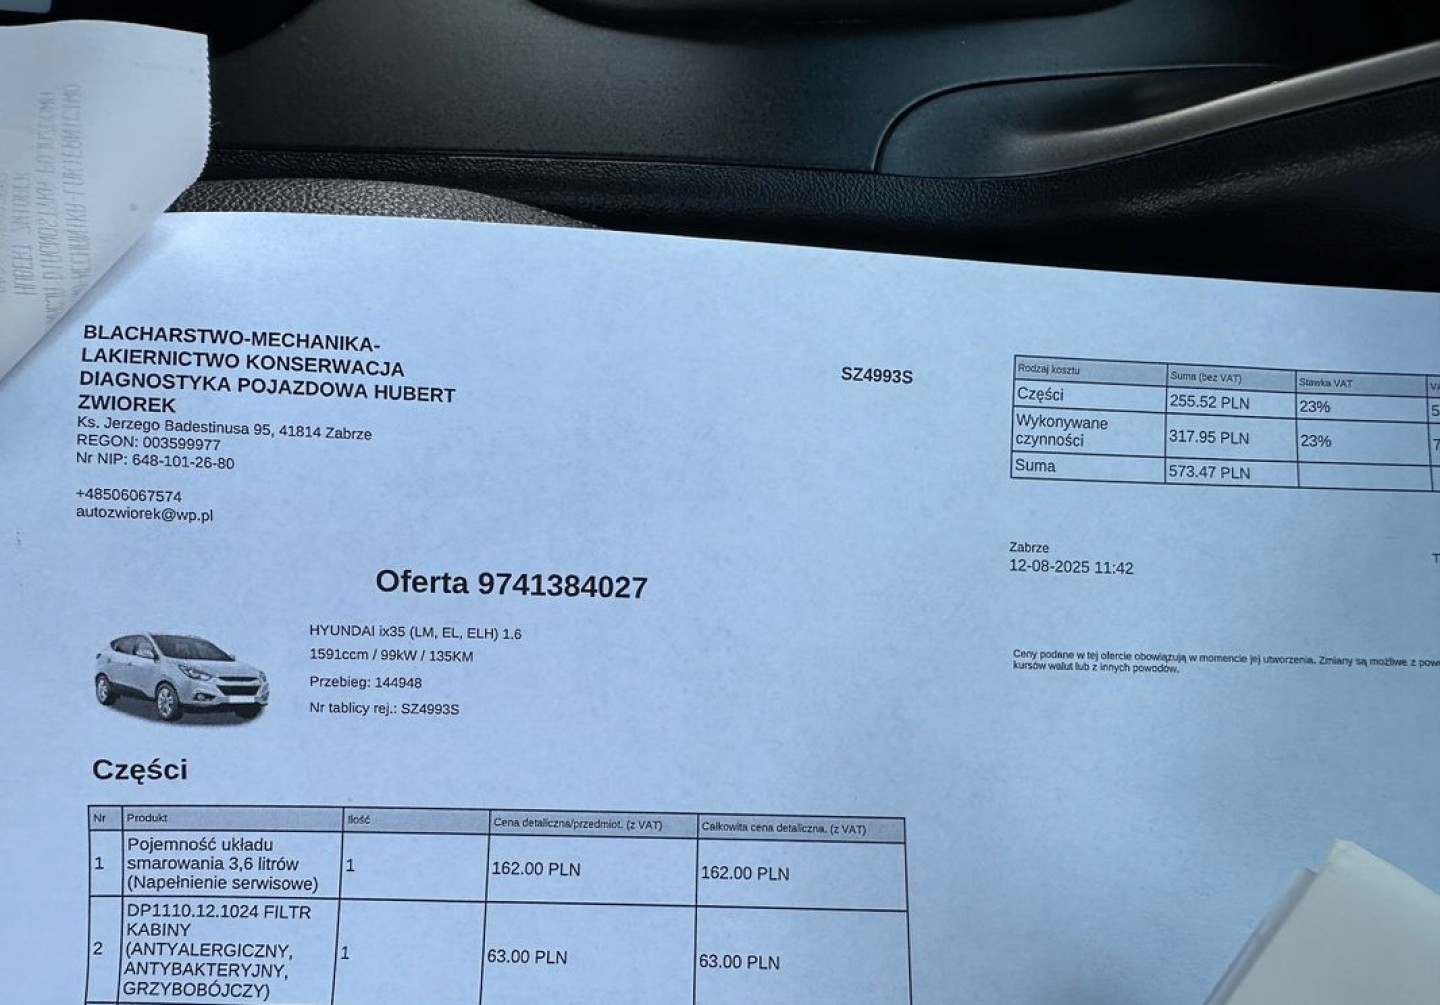 BLACHARSTWO-MECHANIKA-
LAKIERNICTWO KONSERWACJA
DIAGNOSTYKA POJAZDOWA HUBERT
ZWIOREK
Ks. Jerzego Badestinusa 95, 41814 Zabrze
REGON: 003599977
Nr NIP: 648-101-26-80
+48506067574
autozwiorek@wp.pl
SZ4993S
Rodzaj kosztu Suma (bez VAT) Stawka VAT
Części 255.52 PLN 23%
Wykonywane
czynności 317.95 PLN 23%
Suma 573.47 PLN
Zabrze
12-08-2025 11:42
Oferta 9741384027
HYUNDAI ix35 (LM, EL, ELH) 1.6
1591ccm / 99kW / 135KM
Przebieg: 144948
Nr tablicy rej.: SZ4993S
Ceny podane w tej ofercie obowiązują w momencie jej utworzenia. Zmiany są możliwe z
kursów walut lub z innych powodów.
Części
Nr Produkt Ilość Cena detaliczna/przedmiot. (z VAT) Całkowita cena detaliczna. (z VAT)
1 Pojemność układu
smarowania 3,6 litrów
(Napełnienie serwisowe) 1 162.00 PLN 162.00 PLN
2 DP1110.12.1024 FILTR
KABINY
(ANTYALERGICZNY,
ANTYBAKTERYJNY,
GRZYBOBÓJCZY) 1 63.00 PLN 63.00 PLN